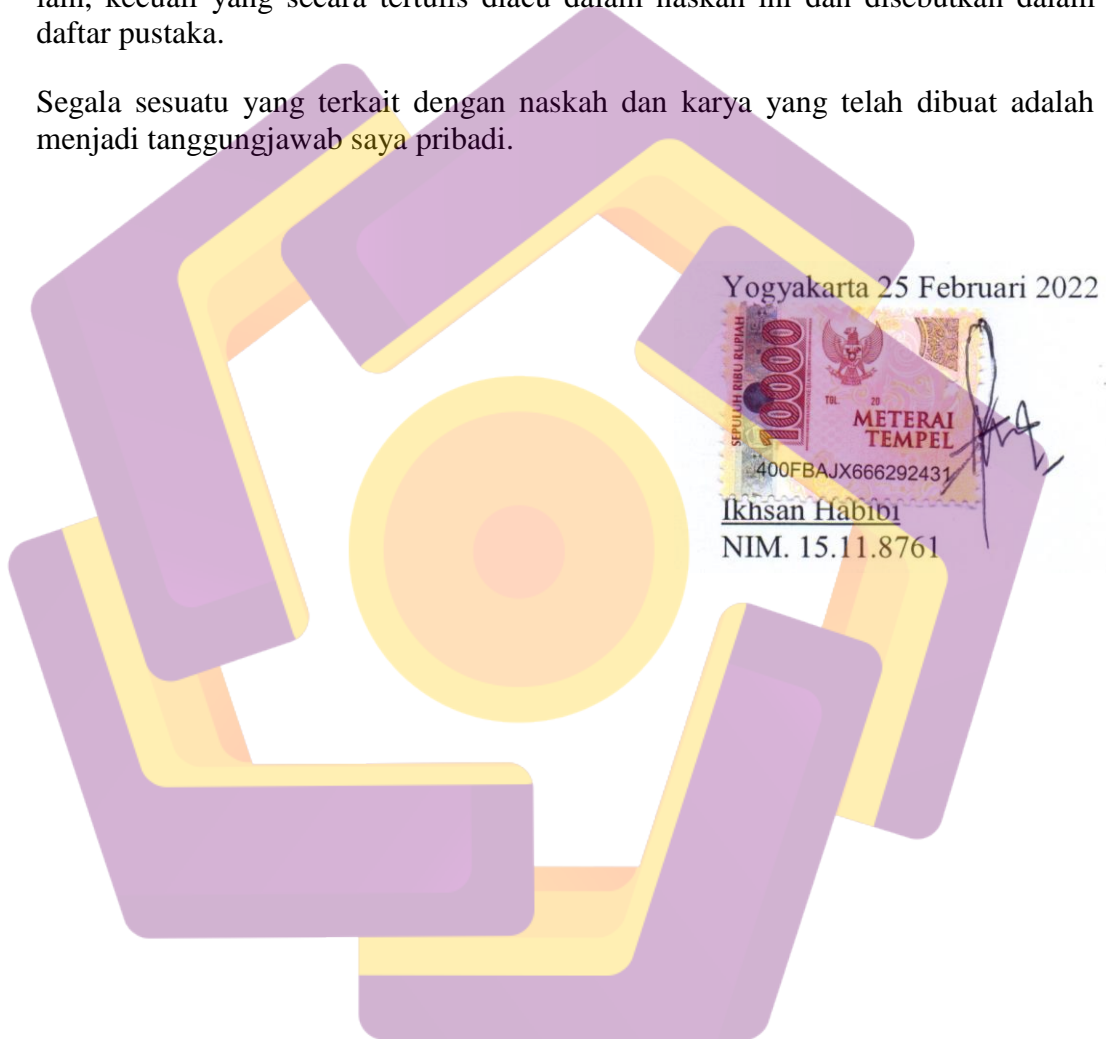 lain, kecuali yang secara tertulis diacu dalam naskah ini dan disebutkan dalam
daftar pustaka.
Segala sesuatu yang terkait dengan naskah dan karya yang telah dibuat adalah
menjadi tanggungjawab saya pribadi.
Yogyakarta 25 Februari 2022
SEPULUH RIBU RUPIAH
10000
TGL. 20
METERAI
TEMPEL
400FBAJX666292431
Ikhsan Habibi
NIM. 15.11.8761